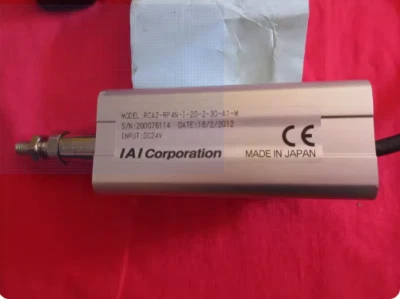 MODEL:RCA2-RP4N-I-20-2-30-A1-M
S/N:200076114 DATE:16/2/2012
INPUT:DC24V
IAI Corporation
CE
MADE IN JAPAN